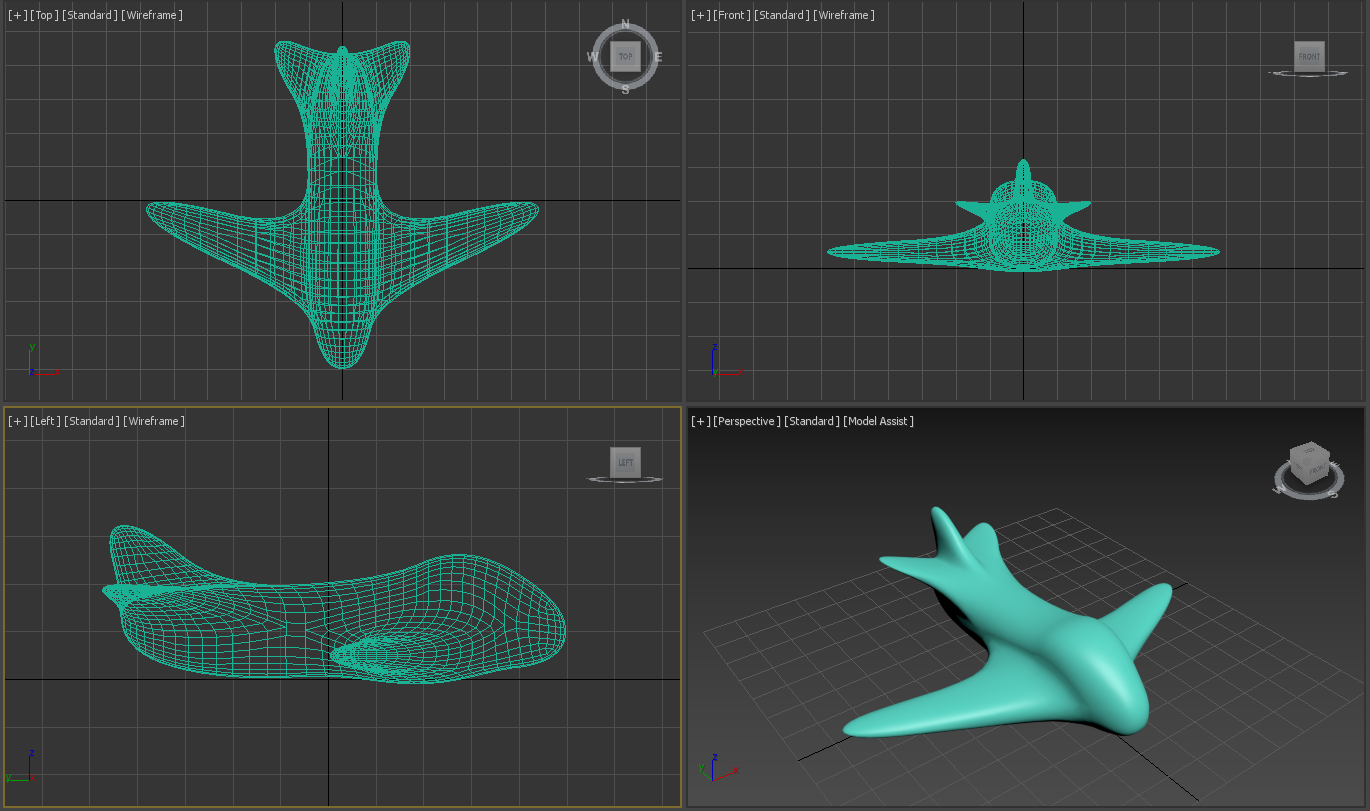 [+] [Top] [Standard] [Wireframe]
N
W TOP E
S
y
z x
[+] [Front] [Standard] [Wireframe]
FRONT
z
y x
[+] [Left] [Standard] [Wireframe]
LEFT
z
y x
[+] [Perspective] [Standard] [Model Assist]
FRONT
W S
z
y x